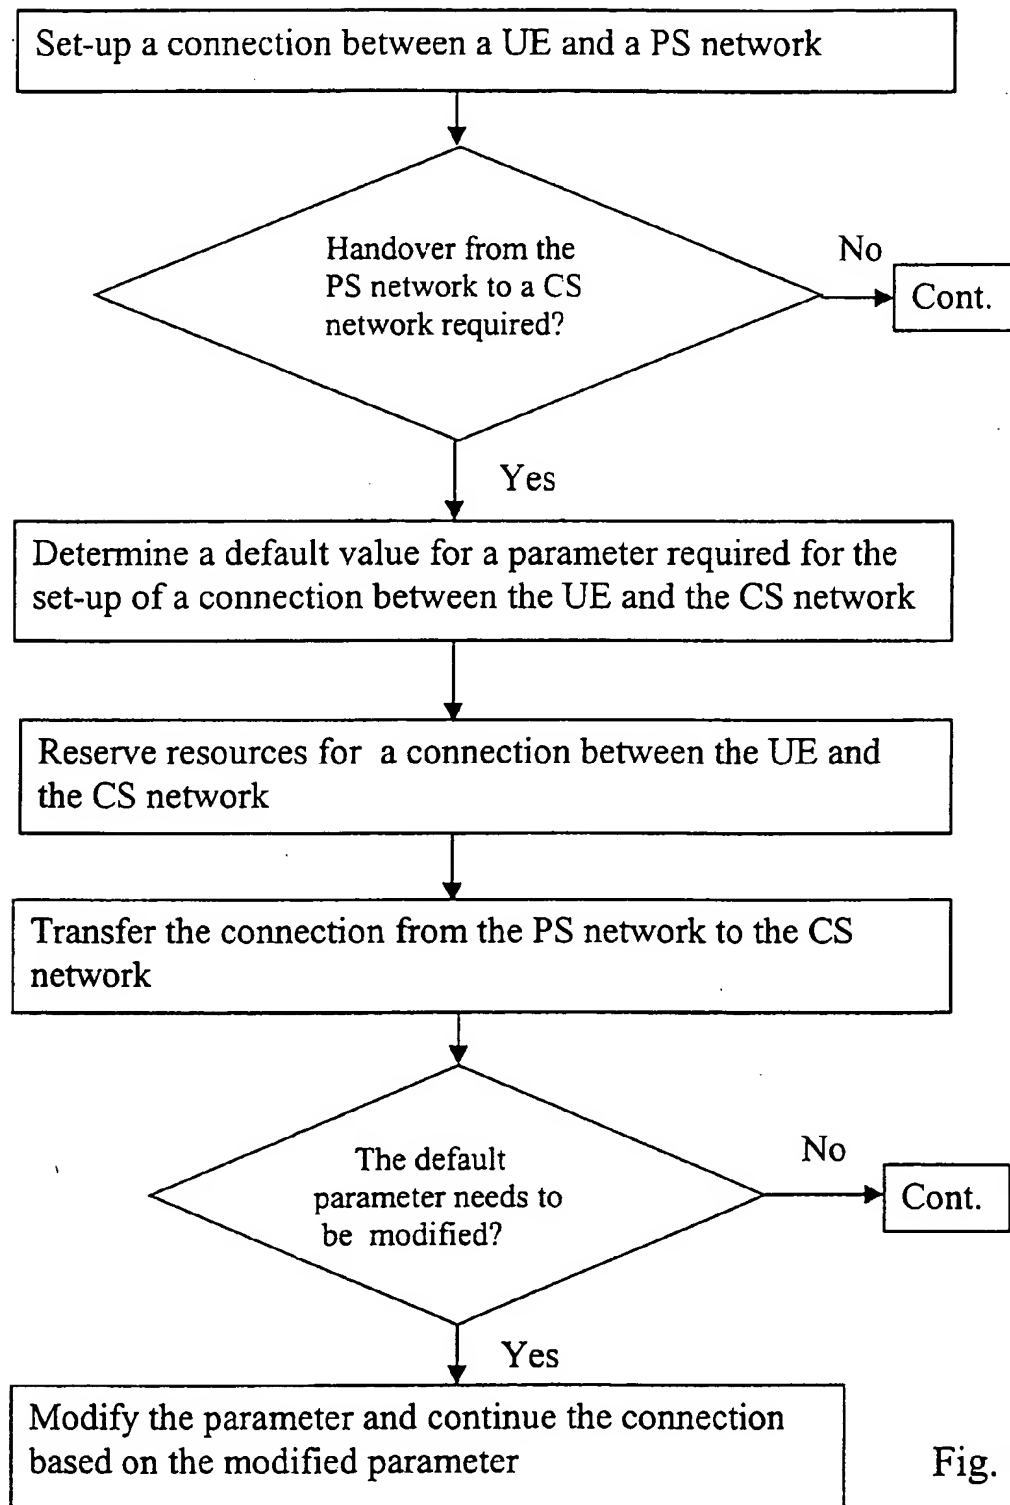 Set-up a connection between a UE and a PS network
Handover from the
PS network to a CS
network required?
No
Cont.
Yes
Determine a default value for a parameter required for the
set-up of a connection between the UE and the CS network
Reserve resources for a connection between the UE and
the CS network
Transfer the connection from the PS network to the CS
network
The default
parameter needs to
be modified?
No
Cont.
Yes
Modify the parameter and continue the connection
based on the modified parameter
Fig.